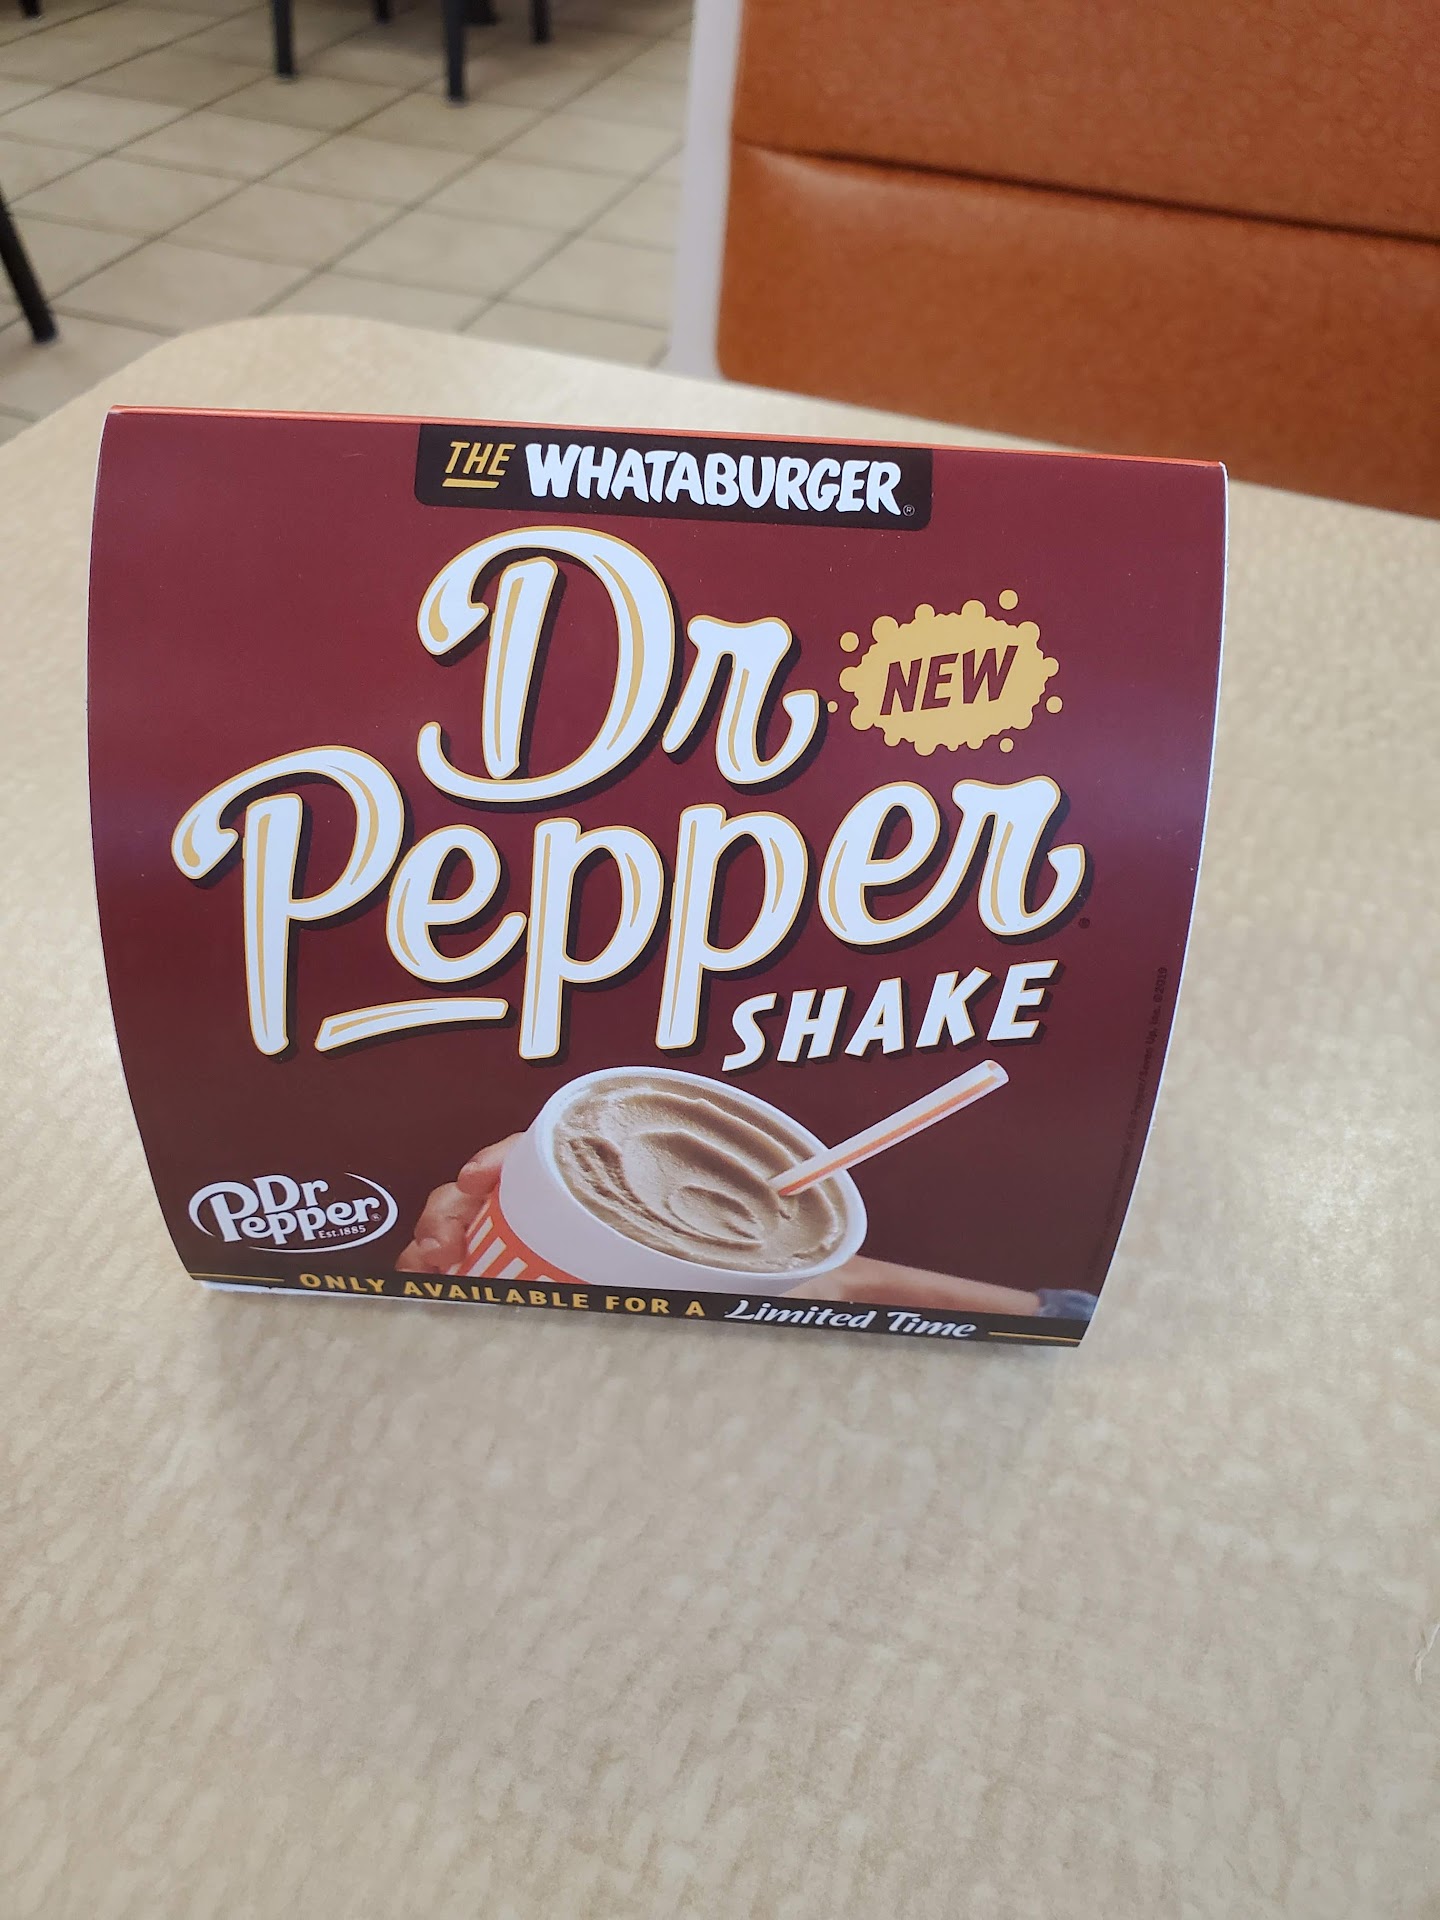 THE WHATABURGER®
Dr
NEW
Pepper
SHAKE
Dr
Pepper®
Est.1885
ONLY AVAILABLE FOR A Limited Time